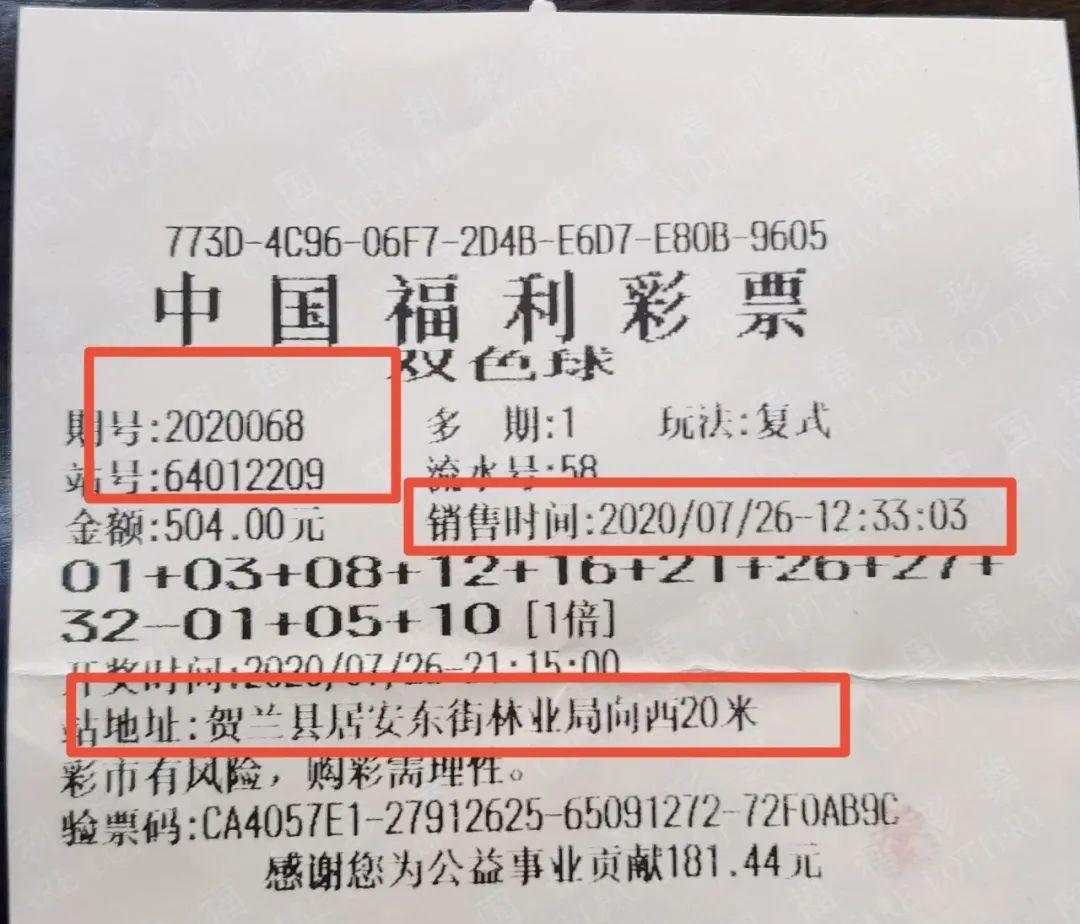 773D-4C96-06F7-2D4B-E6D7-E80B-9605
中国福利彩票
双色球
期号:2020068 多 期:1 玩法:复式
站号:64012209 流水号:58
金额:504.00元 销售时间:2020/07/26-12:33:03
01+03+08+12+16+21+26+27+
32-01+05+10 [1倍]
开奖时间:2020/07/26-21:15:00
站地址:贺兰县居安东街林业局向西20米
彩市有风险，购彩需理性。
验票码:CA4057E1-27912625-65091272-72F0AB9C
感谢您为公益事业贡献181.44元